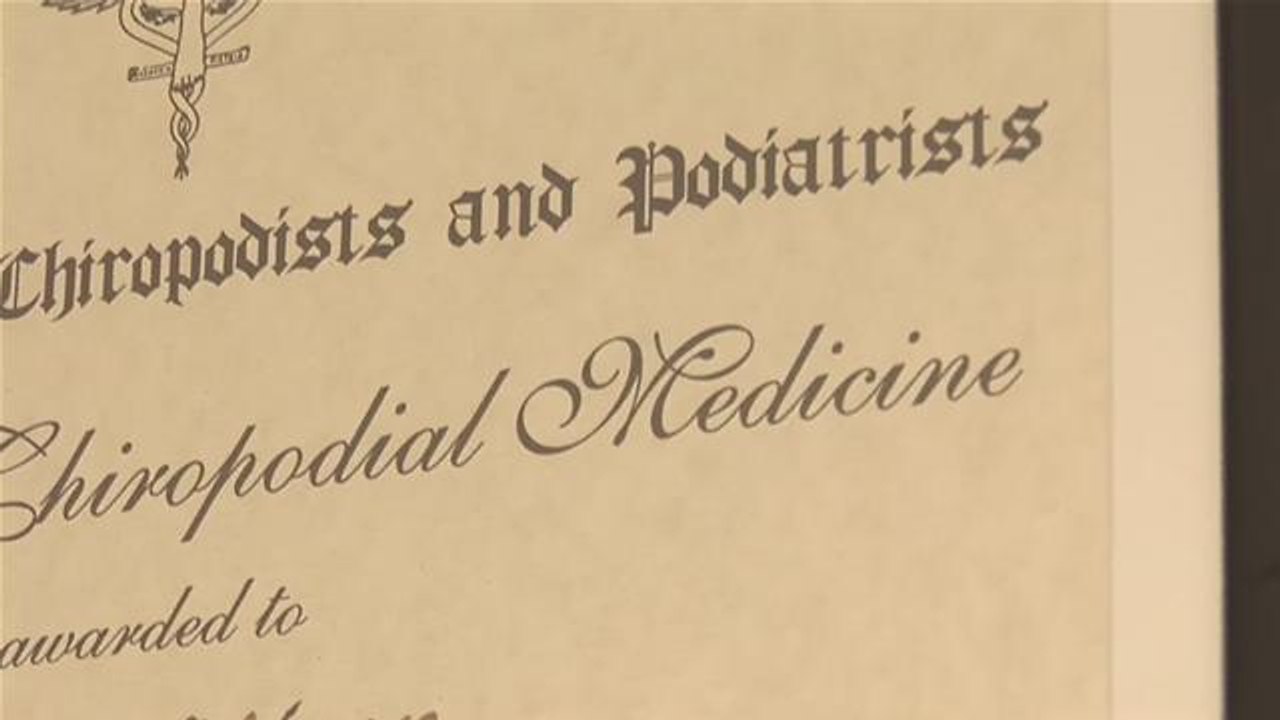 Chiropodists and Podiatrists
Chiropodial Medicine
awarded to